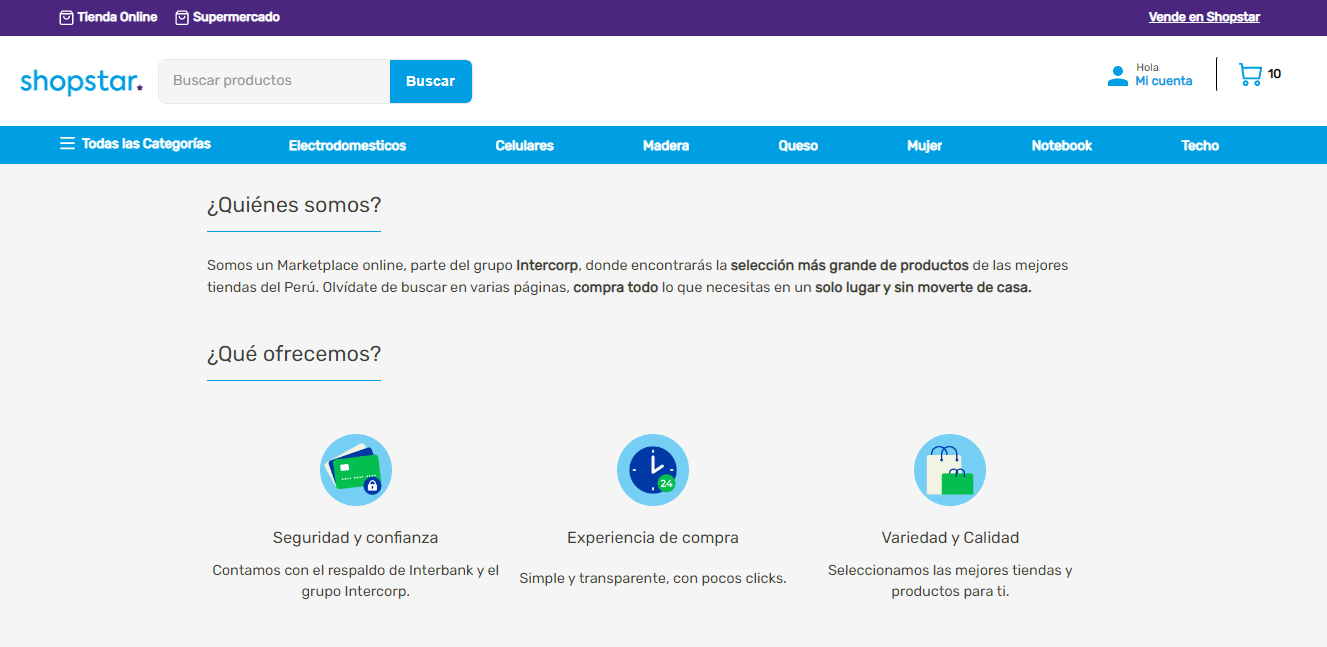 Tienda Online
Supermercado
Vende en Shopstar
shopstar.
Buscar productos
Buscar
Hola
Mi cuenta
10
Todas las Categorías
Electrodomesticos
Celulares
Madera
Queso
Mujer
Notebook
Techo
¿Quiénes somos?
Somos un Marketplace online, parte del grupo Intercorp, donde encontrarás la selección más grande de productos de las mejores
tiendas del Perú. Olvídate de buscar en varias páginas, compra todo lo que necesitas en un solo lugar y sin moverte de casa.
¿Qué ofrecemos?
24
Seguridad y confianza
Contamos con el respaldo de Interbank y el
grupo Intercorp.
Experiencia de compra
Simple y transparente, con pocos clicks.
Variedad y Calidad
Seleccionamos las mejores tiendas y
productos para ti.